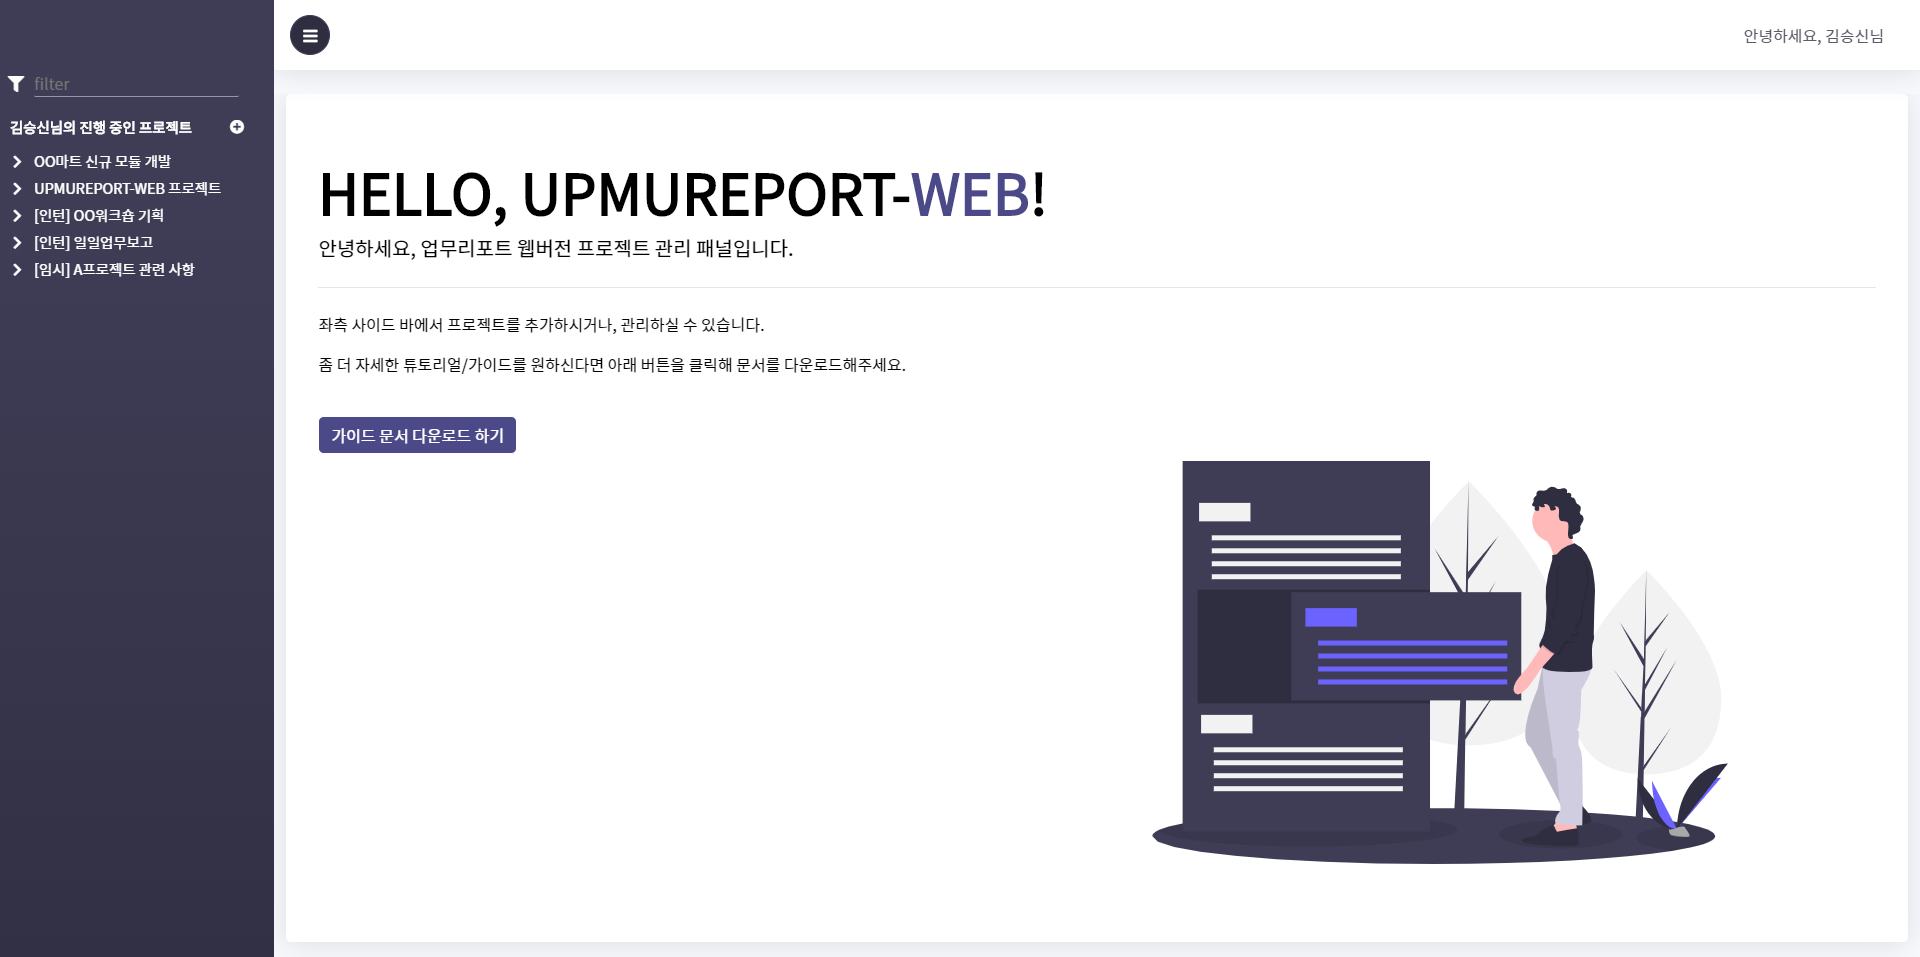 안녕하세요, 김승신님
filter
김승신님의 진행 중인 프로젝트
OO마트 신규 모듈 개발
UPMUREPORT-WEB 프로젝트
[인턴] OO워크숍 기획
[인턴] 일일업무보고
[임시] A프로젝트 관련 사항
HELLO, UPMUREPORT-WEB!
안녕하세요, 업무리포트 웹버전 프로젝트 관리 패널입니다.
좌측 사이드 바에서 프로젝트를 추가하시거나, 관리하실 수 있습니다.
좀 더 자세한 튜토리얼/가이드를 원하신다면 아래 버튼을 클릭해 문서를 다운로드해주세요.
가이드 문서 다운로드 하기